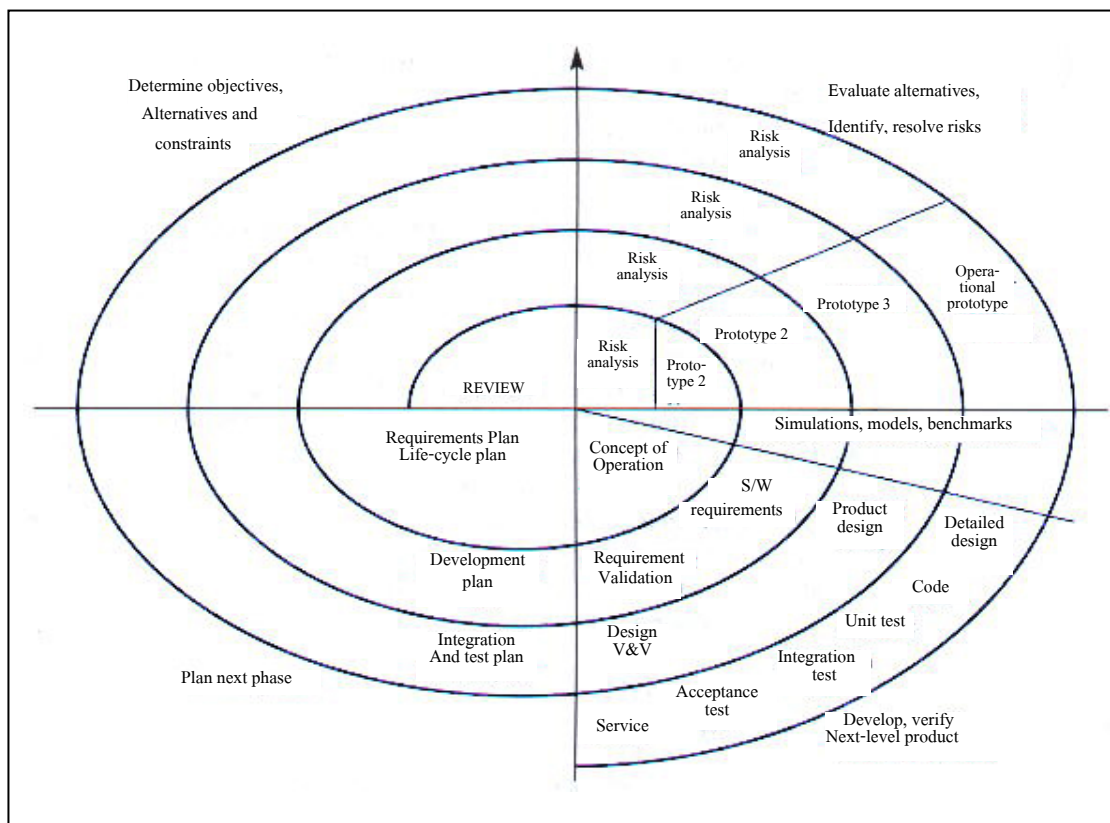 Determine objectives,
Alternatives and
constraints
Evaluate alternatives,
Identify, resolve risks
Risk
analysis
Risk
analysis
Risk
analysis
Risk
analysis
Opera-
tional
prototype
Prototype 3
Prototype 2
Proto-
type 2
REVIEW
Simulations, models, benchmarks
Requirements Plan
Life-cycle plan
Concept of
Operation
S/W
requirements
Product
design
Detailed
design
Development
plan
Requirement
Validation
Code
Unit test
Integration
And test plan
Design
V&V
Integration
test
Plan next phase
Acceptance
test
Service
Develop, verify
Next-level product